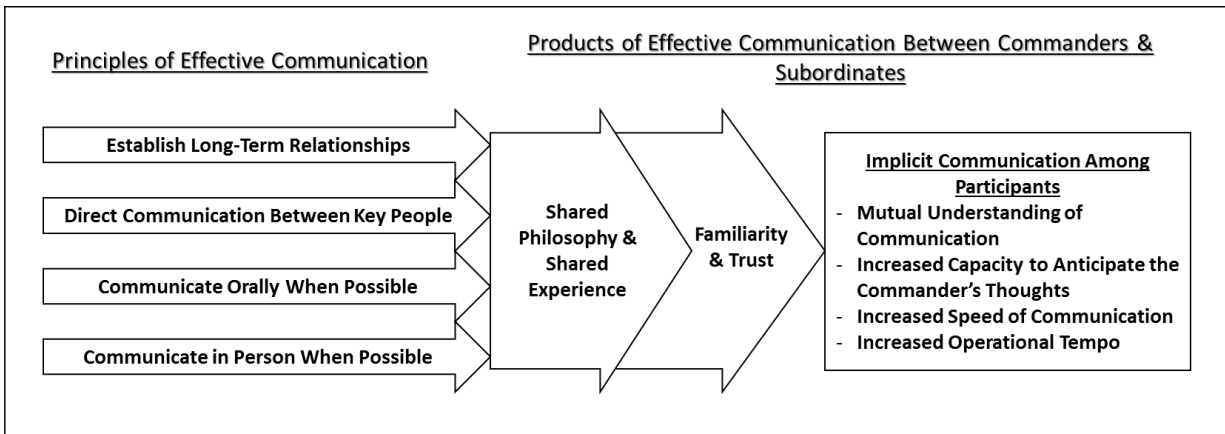 Principles of Effective Communication
Products of Effective Communication Between Commanders &
Subordinates
Establish Long-Term Relationships
Direct Communication Between Key People
Communicate Orally When Possible
Communicate in Person When Possible
Shared
Philosophy &
Shared
Experience
Familiarity
& Trust
Implicit Communication Among
Participants
- Mutual Understanding of
Communication
- Increased Capacity to Anticipate the
Commander’s Thoughts
- Increased Speed of Communication
- Increased Operational Tempo